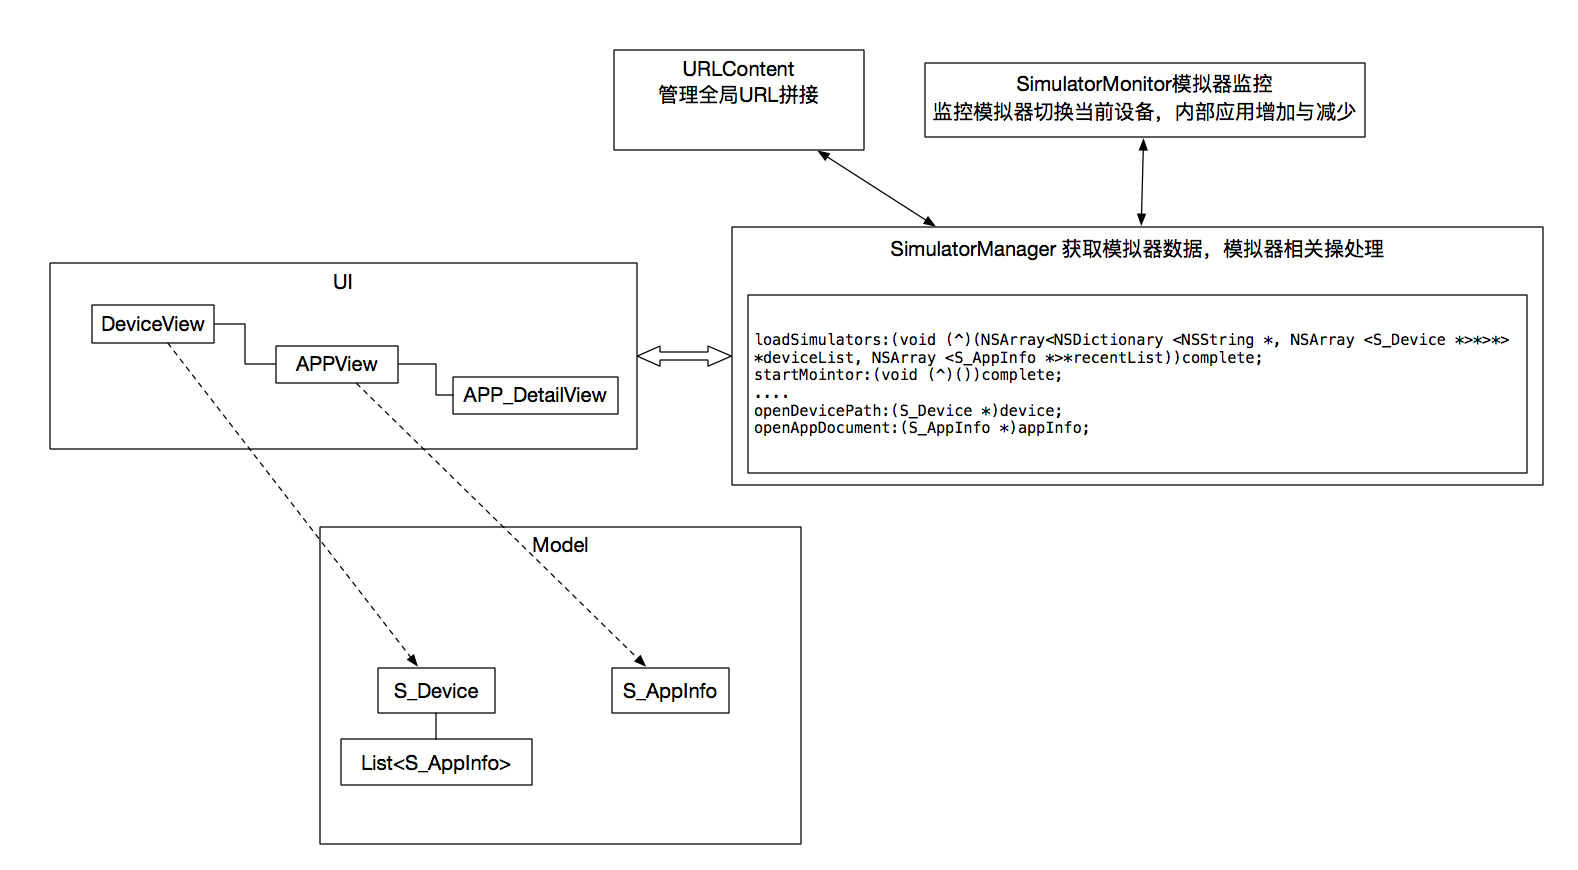 URLContent
管理全局URL拼接
SimulatorMonitor模拟器监控
监控模拟器切换当前设备，内部应用增加与减少
SimulatorManager 获取模拟器数据，模拟器相关操处理
loadSimulators:(void (^)(NSArray<NSDictionary <NSString *, NSArray <S_Device *>*>*>
*deviceList, NSArray <S_AppInfo *>*recentList))complete;
startMointor:(void (^)())complete;
....
openDevicePath:(S_Device *)device;
openAppDocument:(S_AppInfo *)appInfo;
UI
DeviceView
APPView
APP_DetailView
Model
S_Device
S_AppInfo
List<S_AppInfo>